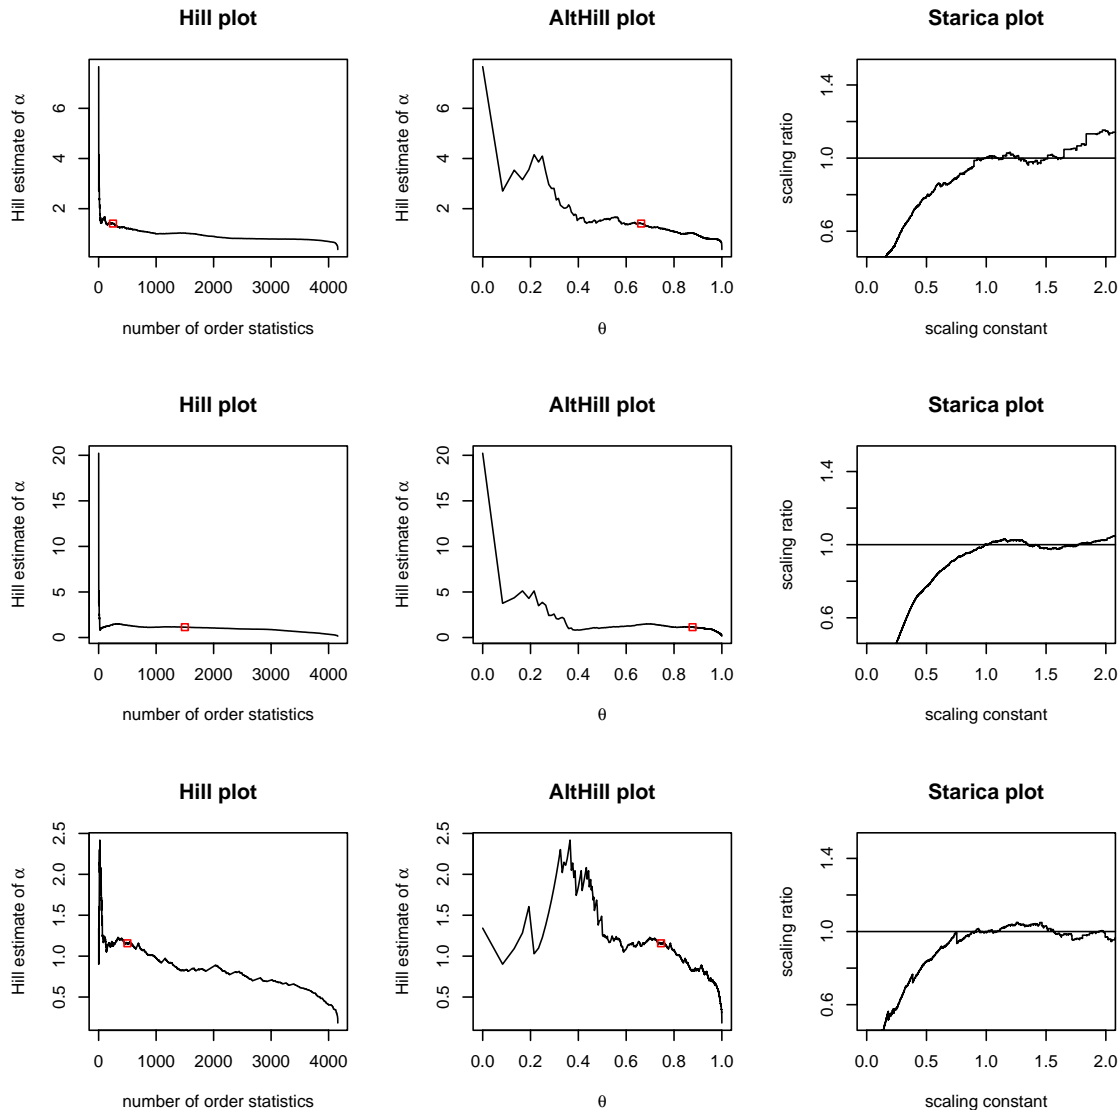 Hill plot
AltHill plot
Starica plot
Hill estimate of α
2 4 6
0 1000 2000 3000 4000
number of order statistics
Hill estimate of α
2 4 6
0.0 0.2 0.4 0.6 0.8 1.0
θ
scaling ratio
0.6 1.0 1.4
0.0 0.5 1.0 1.5 2.0
scaling constant
Hill plot
AltHill plot
Starica plot
Hill estimate of α
0 5 10 15 20
0 1000 2000 3000 4000
number of order statistics
Hill estimate of α
0 5 10 15 20
0.0 0.2 0.4 0.6 0.8 1.0
θ
scaling ratio
0.6 1.0 1.4
0.0 0.5 1.0 1.5 2.0
scaling constant
Hill plot
AltHill plot
Starica plot
Hill estimate of α
0.5 1.0 1.5 2.0 2.5
0 1000 2000 3000 4000
number of order statistics
Hill estimate of α
0.5 1.0 1.5 2.0 2.5
0.0 0.2 0.4 0.6 0.8 1.0
θ
scaling ratio
0.6 1.0 1.4
0.0 0.5 1.0 1.5 2.0
scaling constant